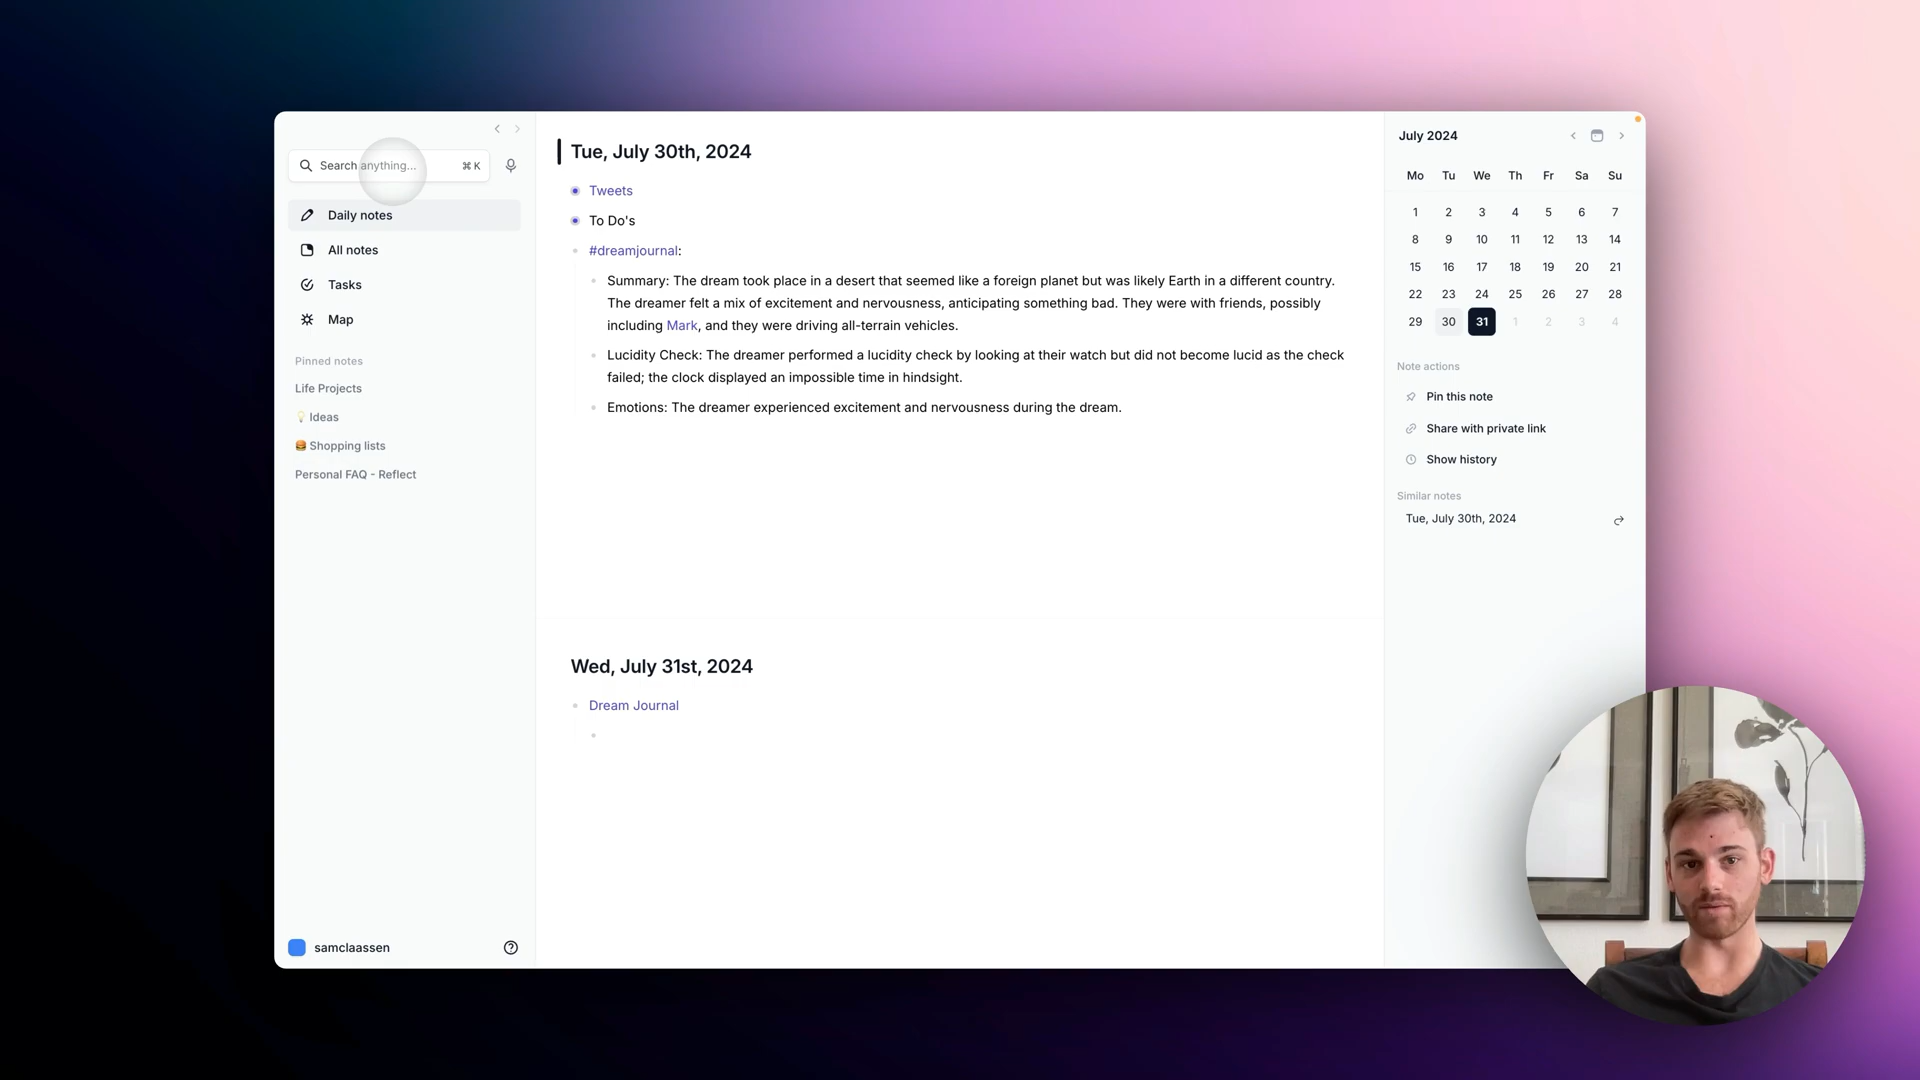 Search anything...
⌘ K
Daily notes
All notes
Tasks
Map
Pinned notes
Life Projects
💡 Ideas
🍔 Shopping lists
Personal FAQ - Reflect
samclaassen
Tue, July 30th, 2024
Tweets
To Do's
#dreamjournal:
Summary: The dream took place in a desert that seemed like a foreign planet but was likely Earth in a different country.
The dreamer felt a mix of excitement and nervousness, anticipating something bad. They were with friends, possibly
including Mark, and they were driving all-terrain vehicles.
Lucidity Check: The dreamer performed a lucidity check by looking at their watch but did not become lucid as the check
failed; the clock displayed an impossible time in hindsight.
Emotions: The dreamer experienced excitement and nervousness during the dream.
Wed, July 31st, 2024
Dream Journal
July 2024
Mo Tu We Th Fr Sa Su
1 2 3 4 5 6 7
8 9 10 11 12 13 14
15 16 17 18 19 20 21
22 23 24 25 26 27 28
29 30 31 1 2 3 4
Note actions
Pin this note
Share with private link
Show history
Similar notes
Tue, July 30th, 2024